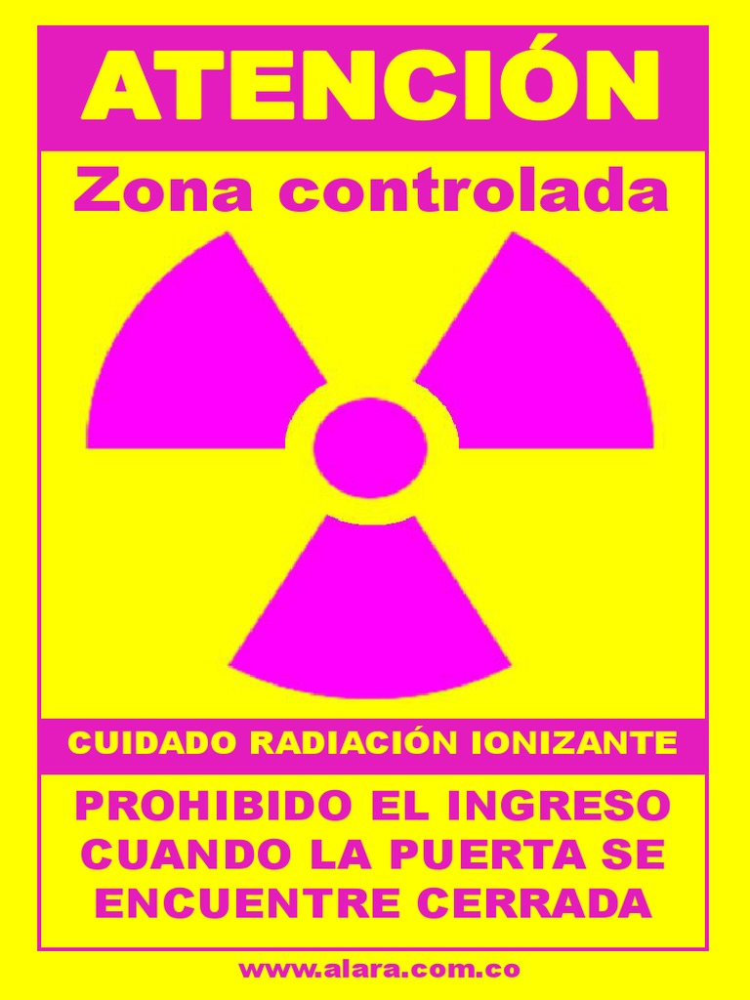 ATENCIÓN
Zona controlada
CUIDADO RADIACIÓN IONIZANTE
PROHIBIDO EL INGRESO
CUANDO LA PUERTA SE
ENCUENTRE CERRADA
www.alara.com.co